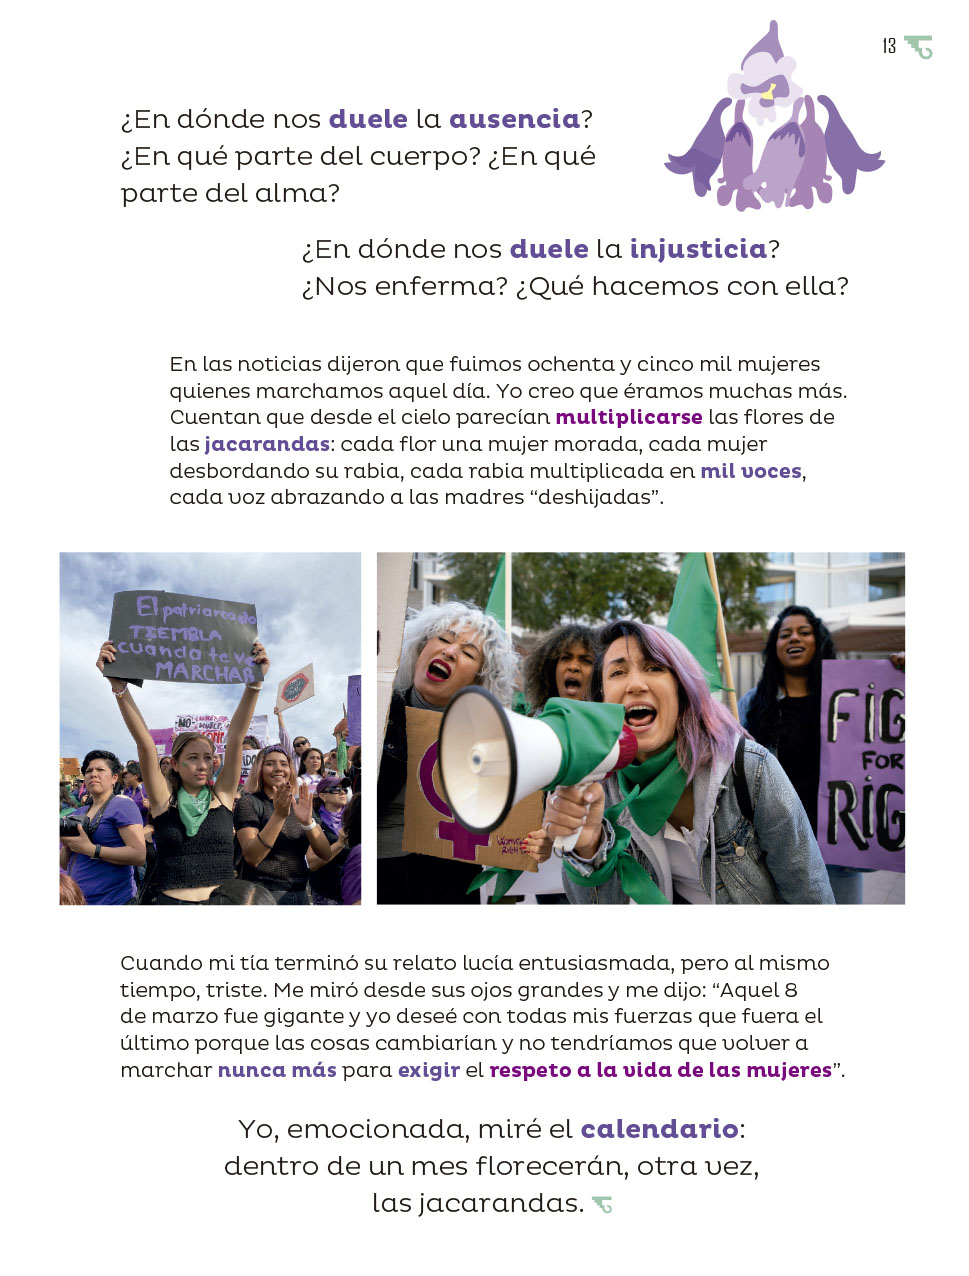 13
¿En dónde nos duele la ausencia?
¿En qué parte del cuerpo? ¿En qué
parte del alma?
¿En dónde nos duele la injusticia?
¿Nos enferma? ¿Qué hacemos con ella?
En las noticias dijeron que fuimos ochenta y cinco mil mujeres
quienes marchamos aquel día. Yo creo que éramos muchas más.
Cuentan que desde el cielo parecían multiplicarse las flores de
las jacarandas: cada flor una mujer morada, cada mujer
desbordando su rabia, cada rabia multiplicada en mil voces,
cada voz abrazando a las madres “deshijadas”.
El patriarcado
TIEMBLA
cuando te ve
MARCHAR
NO
FIG
FOR
RIG
WOMEN
RIGHT
Cuando mi tía terminó su relato lucía entusiasmada, pero al mismo
tiempo, triste. Me miró desde sus ojos grandes y me dijo: “Aquel 8
de marzo fue gigante y yo deseé con todas mis fuerzas que fuera el
último porque las cosas cambiarían y no tendríamos que volver a
marchar nunca más para exigir el respeto a la vida de las mujeres”.
Yo, emocionada, miré el calendario:
dentro de un mes florecerán, otra vez,
las jacarandas.